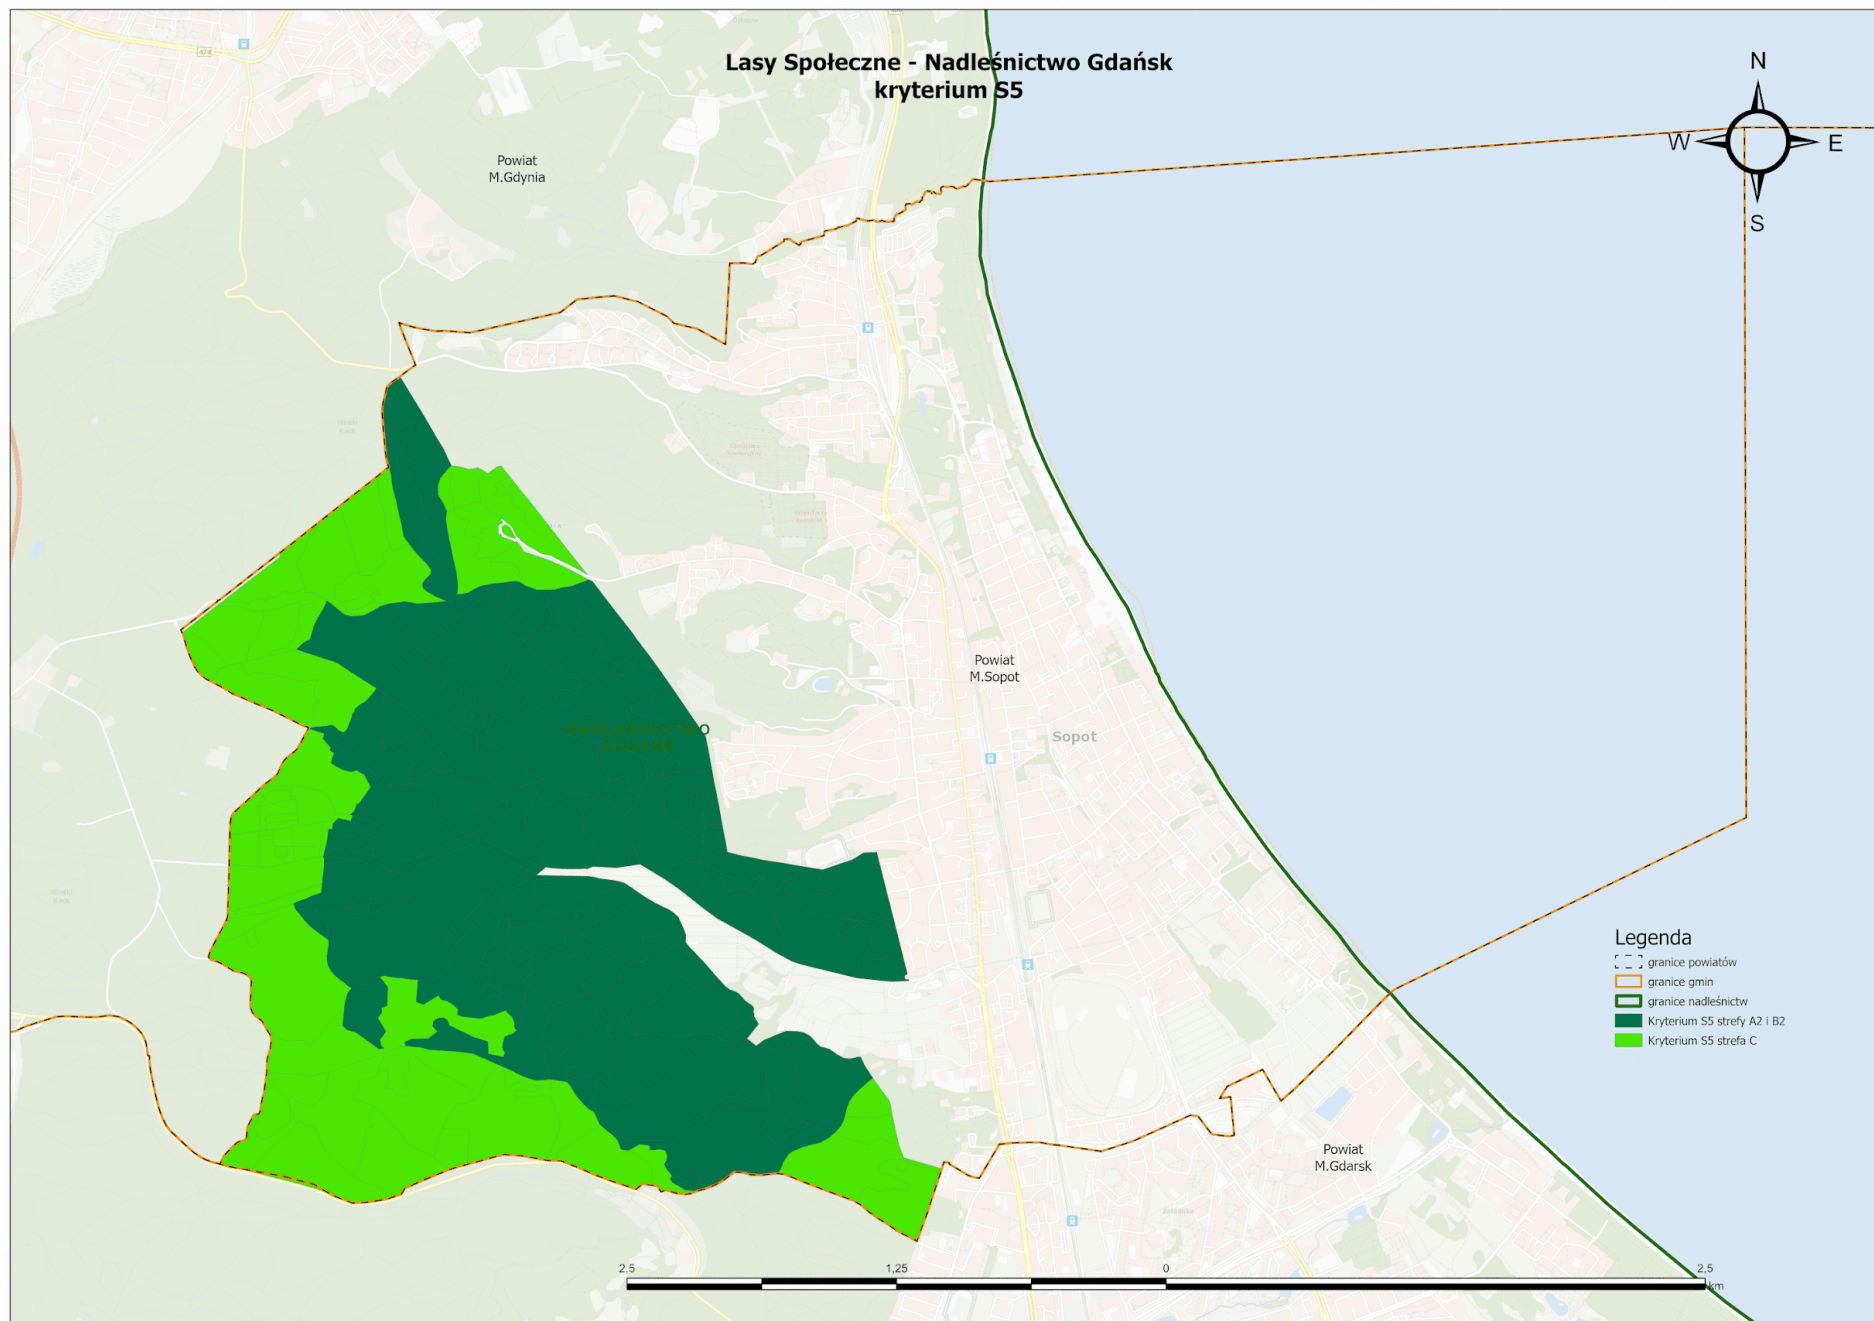 Lasy Społeczne - Nadleśnictwo Gdańsk
kryterium S5
N
W
E
S
474
Powiat
M.Gdynia
Powiat
M.Sopot
Sopot
NADLEŚNICTWO
GDAŃSK
Legenda
granice powiatów
granice gmin
granice nadleśnictw
Kryterium S5 strefy A2 i B2
Kryterium S5 strefa C
Powiat
M.Gdarsk
2,5
1,25
0
2,5
km